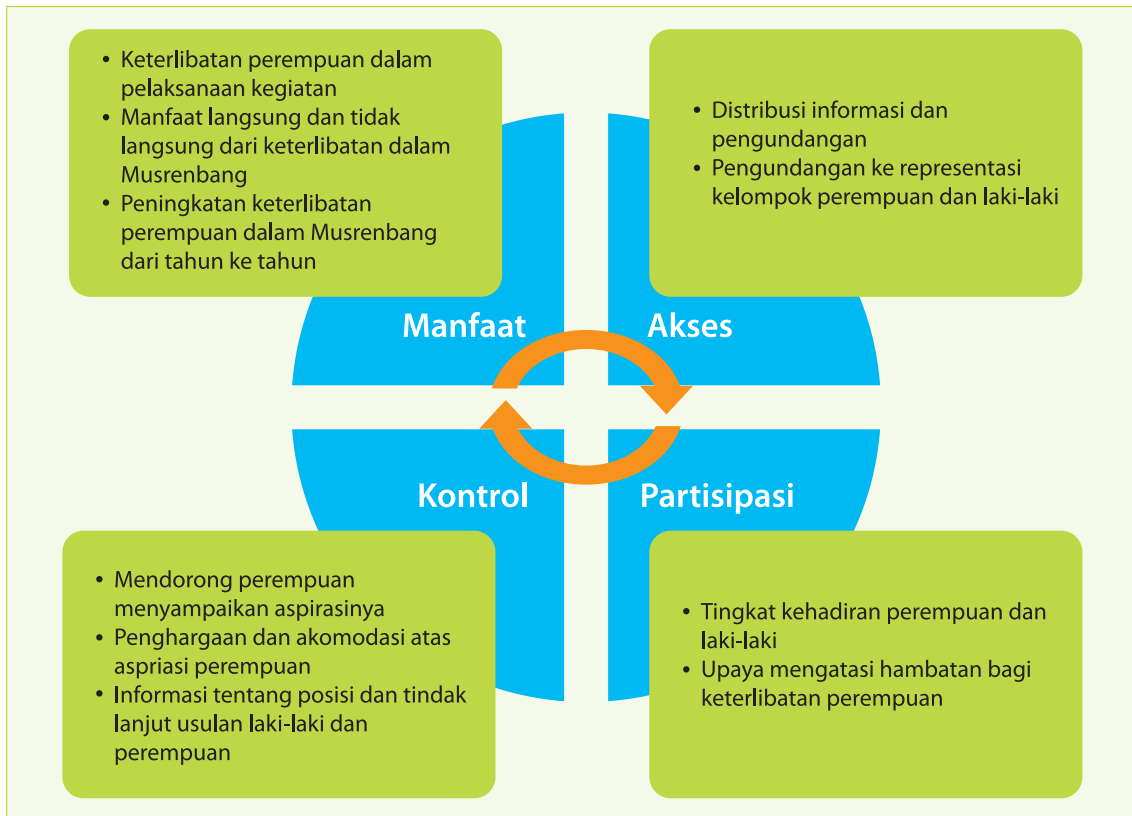 • Keterlibatan perempuan dalam
pelaksanaan kegiatan
• Manfaat langsung dan tidak
langsung dari keterlibatan dalam
Musrenbang
• Peningkatan keterlibatan
perempuan dalam Musrenbang
dari tahun ke tahun
Manfaat
• Distribusi informasi dan
pengundangan
• Pengundangan ke representasi
kelompok perempuan dan laki-laki
Akses
Kontrol
• Mendorong perempuan
menyampaikan aspirasinya
• Penghargaan dan akomodasi atas
aspriasi perempuan
• Informasi tentang posisi dan tindak
lanjut usulan laki-laki dan
perempuan
Partisipasi
• Tingkat kehadiran perempuan dan
laki-laki
• Upaya mengatasi hambatan bagi
keterlibatan perempuan